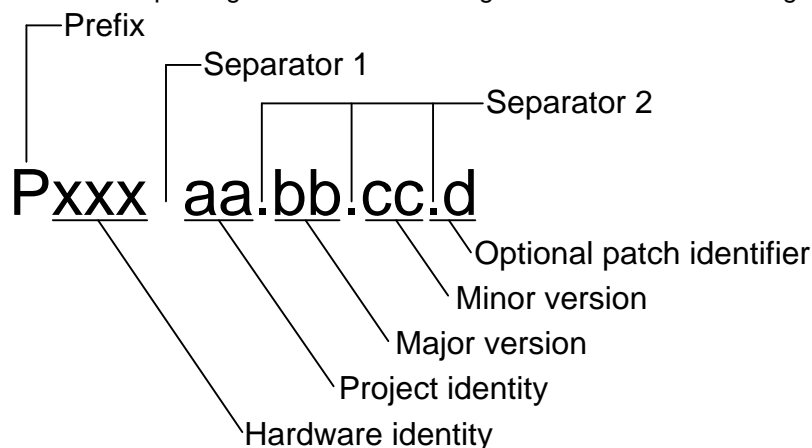 Prefix
Separator 1
Separator 2
Pxxx aa.bb.cc.d
Optional patch identifier
Minor version
Major version
Project identity
Hardware identity